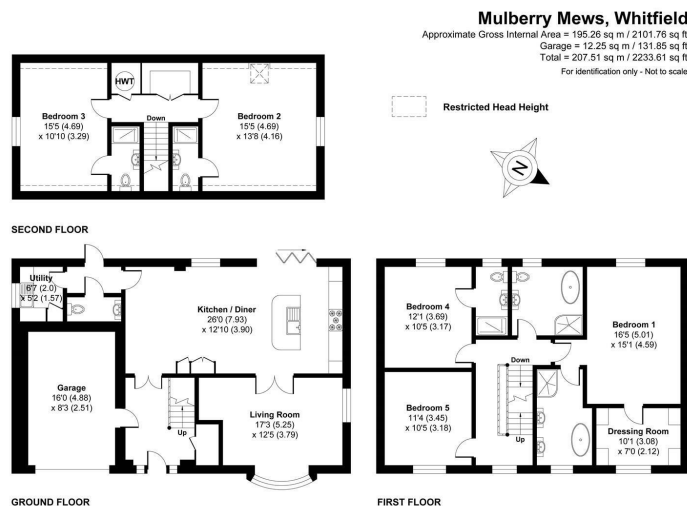 Mulberry Mews, Whitfield
Approximate Gross Internal Area = 195.26 sq m / 2101.76 sq ft
Garage = 12.25 sq m / 131.85 sq ft
Total = 207.51 sq m / 2233.61 sq ft
For identification only - Not to scale
Restricted Head Height
N
HWT
Bedroom 3
15'5 (4.69)
x 10'10 (3.29)
Down
Bedroom 2
15'5 (4.69)
x 13'8 (4.16)
SECOND FLOOR
Utility
6'7 (2.0)
x 5'2 (1.57)
Kitchen / Diner
26'0 (7.93)
x 12'10 (3.90)
Garage
16'0 (4.88)
x 8'3 (2.51)
Up
Living Room
17'3 (5.25)
x 12'5 (3.79)
GROUND FLOOR
Bedroom 4
12'1 (3.69)
x 10'5 (3.17)
Bedroom 1
16'5 (5.01)
x 15'1 (4.59)
Down
Bedroom 5
11'4 (3.45)
x 10'5 (3.18)
Up
Dressing Room
10'1 (3.08)
x 7'0 (2.12)
FIRST FLOOR